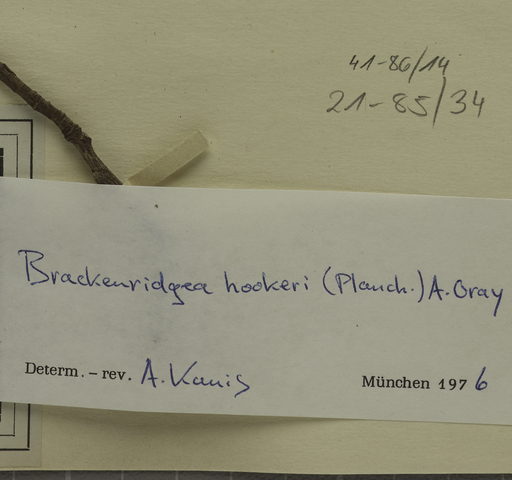 41-86/14
21-85/34
Brackenridgea hookeri (Planch.) A. Gray
Determ. – rev. A. Kanis
München 1976